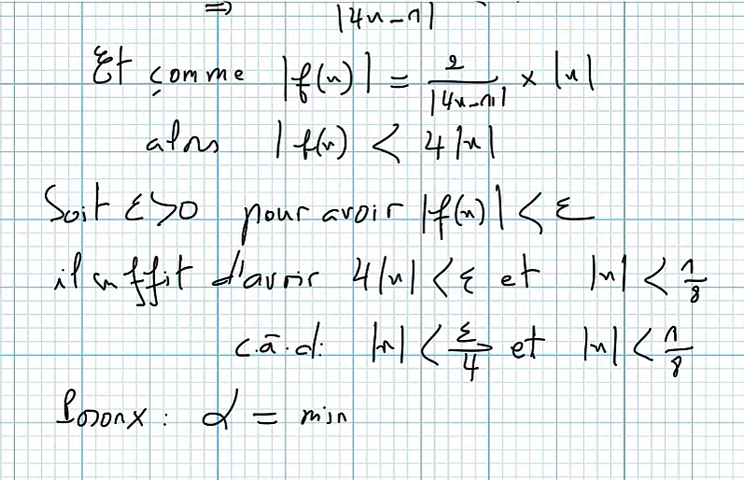 ⇒ |4x-1|
Et comme |f(x)| = 2/|4x-1| × |x|
alors |f(x) < 4|x|
Soit ε>0 pour avoir |f(x)| < ε
il suffit d'avoir 4|x| < ε et |x| < 1/8
c.à.d: |x| < ε/4 et |x| < 1/8
Posonx: α = min